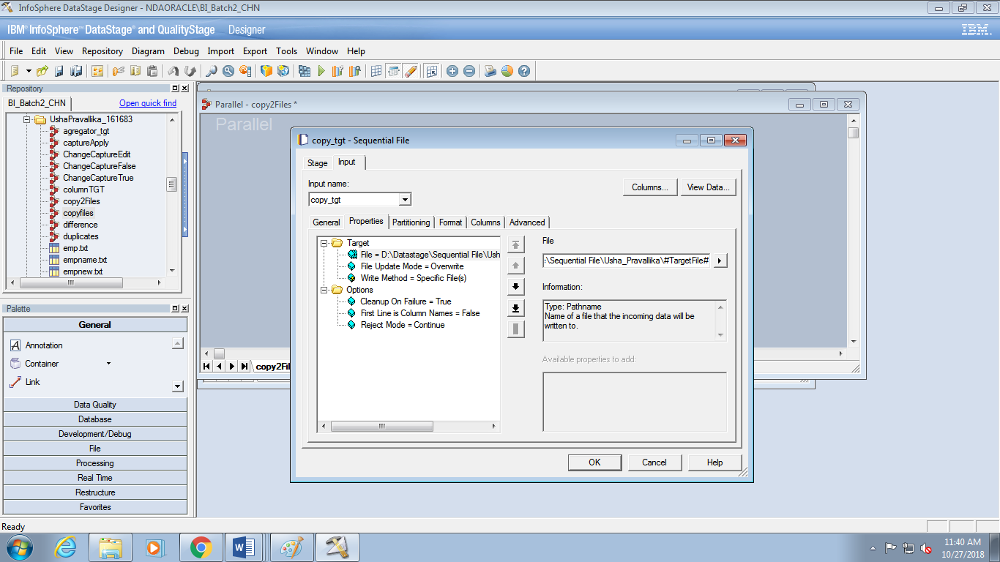 InfoSphere DataStage Designer - NDAORACLE\BI_Batch2_CHN
IBM® InfoSphere™ DataStage® and QualityStage Designer
IBM.
File Edit View Repository Diagram Debug Import Export Tools Window Help
Repository
BI_Batch2_CHN Open quick find
UshaPravallika_161683
agregator_tgt
captureApply
ChangeCaptureEdit
ChangeCaptureFalse
ChangeCaptureTrue
columnTGT
copy2Files
copyfiles
difference
duplicates
emp.txt
empname.txt
empnew.txt
Palette
General
Annotation
Container
Link
Data Quality
Database
Development/Debug
File
Processing
Real Time
Restructure
Favorites
Parallel - copy2Files *
Parallel
copy2Fil
copy_tgt - Sequential File
Stage Input
Input name:
copy_tgt
Columns... View Data...
General Properties Partitioning Format Columns Advanced
Target
File = D:\Datastage\Sequential File\Ush
File Update Mode = Overwrite
Write Method = Specific File(s)
Options
Cleanup On Failure = True
First Line is Column Names = False
Reject Mode = Continue
File
\Sequential File\Usha_Pravallika\#TargetFile#
Information:
Type: Pathname
Name of a file that the incoming data will be
written to.
Available properties to add:
OK Cancel Help
Ready
11:40 AM
10/27/2018